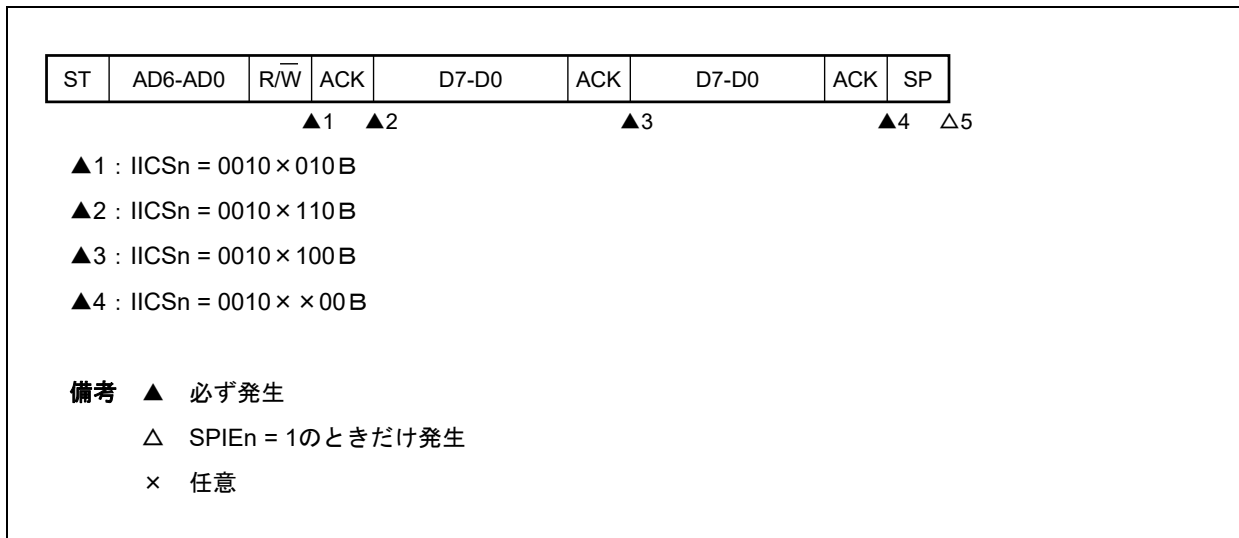 ST AD6-AD0 R/W̅ ACK D7-D0 ACK D7-D0 ACK SP
▲1 ▲2 ▲3 ▲4 △5
▲1：IICSn = 0010×010B
▲2：IICSn = 0010×110B
▲3：IICSn = 0010×100B
▲4：IICSn = 0010××00B
備考 ▲ 必ず発生
△ SPIEn = 1のときだけ発生
× 任意